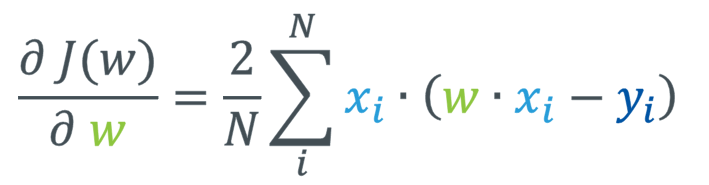 ∂ J(w) / ∂ w = 2/N ∑_i^N x_i · (w · x_i − y_i)